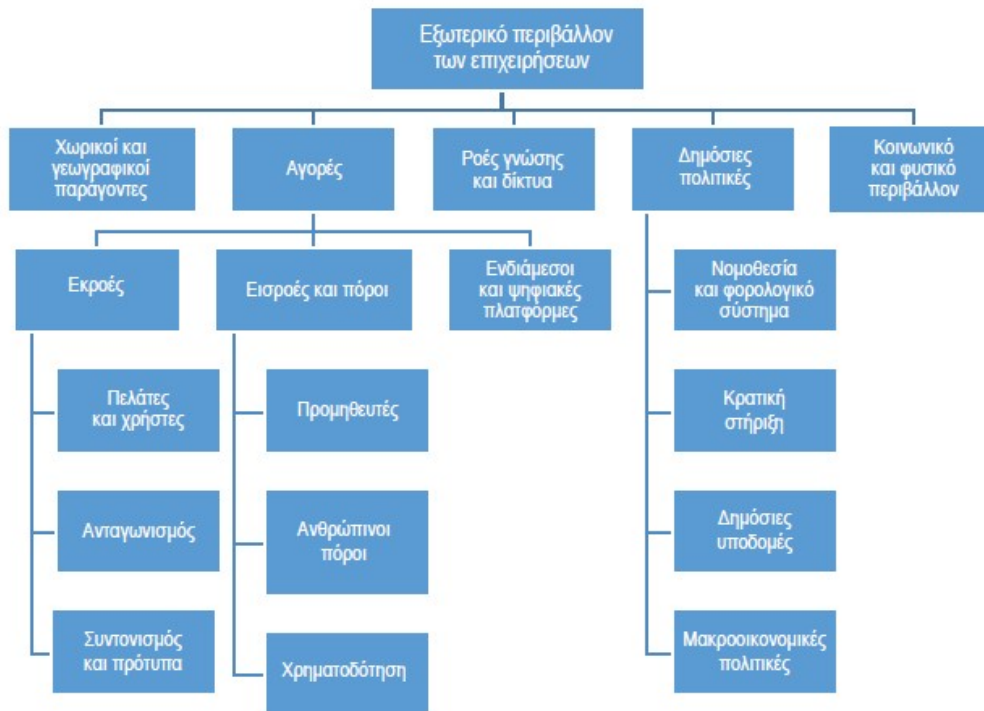 Εξωτερικό περιβάλλον
των επιχειρήσεων
Χωρικοί και
γεωγραφικοί
παράγοντες
Αγορές
Ροές γνώσης
και δίκτυα
Δημόσιες
πολιτικές
Κοινωνικό
και φυσικό
περιβάλλον
Εκροές
Εισροές και πόροι
Ενδιάμεσοι
και ψηφιακές
πλατφόρμες
Νομοθεσία
και φορολογικό
σύστημα
Πελάτες
και χρήστες
Προμηθευτές
Κρατική
στήριξη
Ανταγωνισμός
Ανθρώπινοι
πόροι
Δημόσιες
υποδομές
Συντονισμός
και πρότυπα
Χρηματοδότηση
Μακροοικονομικές
πολιτικές